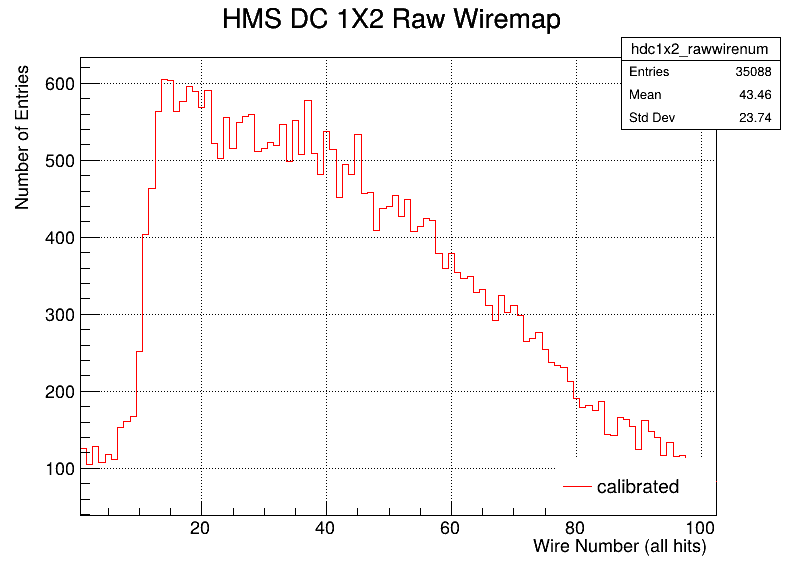 HMS DC 1X2 Raw Wiremap
hdc1x2_rawwirenum
Entries 35088
Mean 43.46
Std Dev 23.74
Number of Entries
600
500
400
300
200
100
calibrated
20 40 60 80 100
Wire Number (all hits)